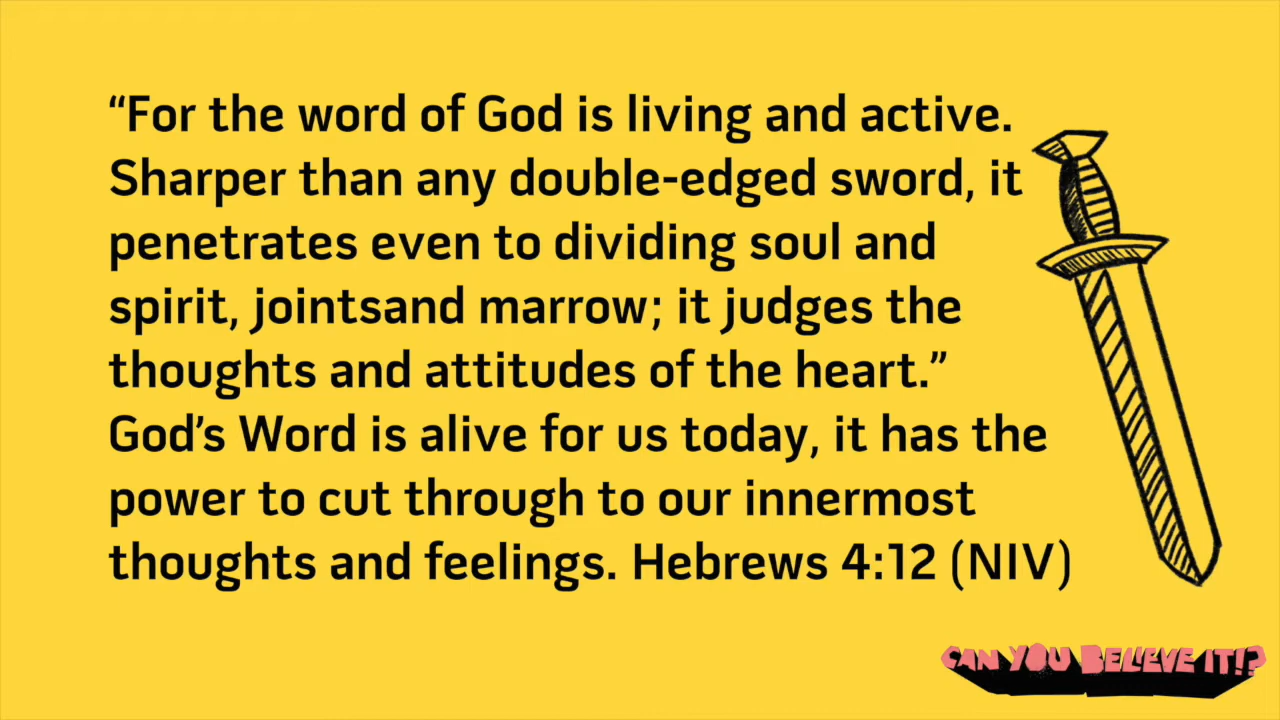 “For the word of God is living and active.
Sharper than any double-edged sword, it
penetrates even to dividing soul and
spirit, jointsand marrow; it judges the
thoughts and attitudes of the heart.”
God’s Word is alive for us today, it has the
power to cut through to our innermost
thoughts and feelings. Hebrews 4:12 (NIV)
CAN YOU BELIEVE IT!?